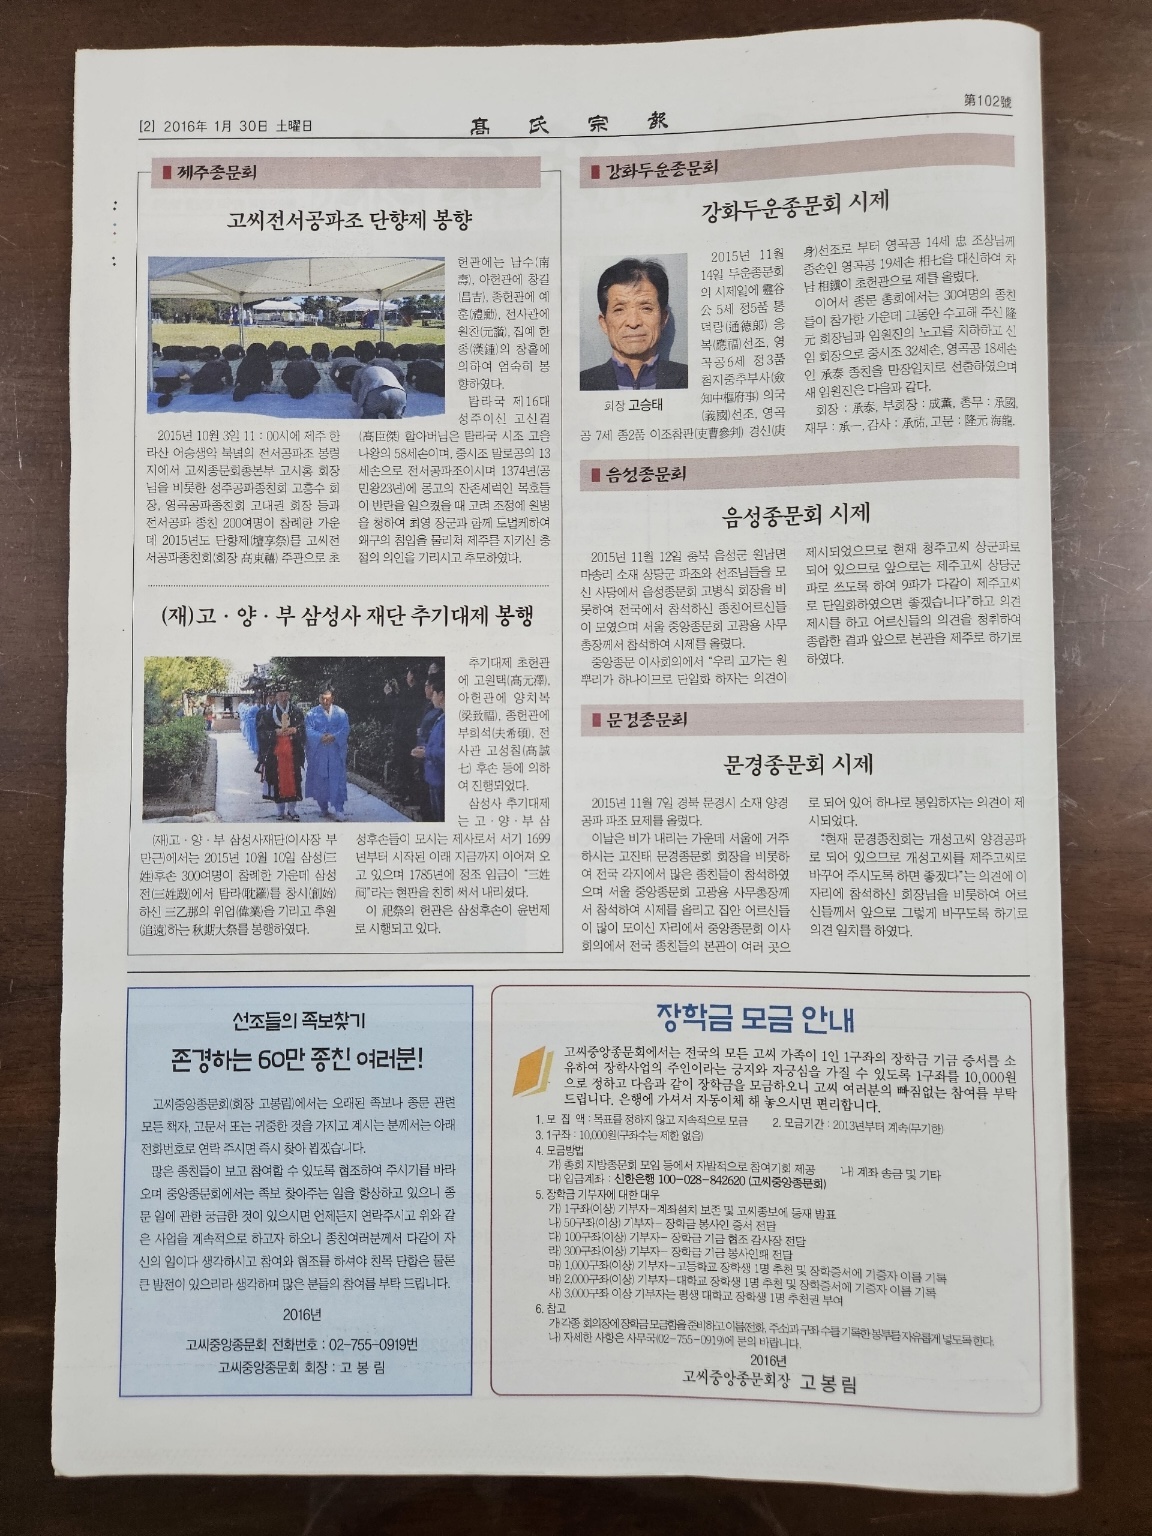 [2] 2016年 1月 30日 土曜日
髙 氏 宗 報
第102號
제주종문회
고씨전서공파조 단향제 봉향
헌관에는 남수(南
壽), 아헌관에 창길
(昌吉), 종헌관에 예
훈(禮勳), 전사관에
원찬(元讚), 집예 한
종(漢鍾)의 창홀에
의하여 엄숙히 봉
향하였다.
탐라국 제16대
성주이신 고신걸
2015년 10월 3일 11 : 00시에 제주 한
라산 어승생악 북녘의 전서공파조 봉령
지에서 고씨종문회총본부 고시홍 회장
님을 비롯한 성주공파종친회 고흥수 회
장, 영곡공파종친회 고내권 회장 등과
전서공파 종친 200여명이 참례한 가운
데 2015년도 단향제(壇享祭)를 고씨전
서공파종친회(회장 高東禧) 주관으로 초
(髙臣傑) 할아버님은 탐라국 시조 고을
나왕의 58세손이며, 중시조 말로공의 13
세손으로 전서공파조이시며 1374년(공
민왕23년)에 몽고의 잔존세력인 목호들
이 반란을 일으켰을 때 고려 조정에 원병
을 청하여 최영 장군과 함께 토벌케하여
왜구의 침입을 물리쳐 제주를 지키신 충
절의 의인을 기리시고 추모하였다.
(재)고 · 양 · 부 삼성사 재단 추기대제 봉행
추기대제 초헌관
에 고원택(髙元澤),
아헌관에 양치복
(梁致福), 종헌관에
부희석(夫希碩), 전
사관 고성칠(髙誠
七) 후손 등에 의하
여 진행되었다.
삼성사 추기대제
는 고 · 양 · 부 삼
(재)고 · 양 · 부 삼성사재단(이사장 부
만근)에서는 2015년 10월 10일 삼성(三
姓)후손 300여명이 참례한 가운데 삼성
전(三姓殿)에서 탐라(耽羅)를 창시(創始)
하신 三乙那의 위업(偉業)을 기리고 추원
(追遠)하는 秋期大祭를 봉행하였다.
성후손들이 모시는 제사로서 서기 1699
년부터 시작된 이래 지금까지 이어져 오
고 있으며 1785년에 정조 임금이 “三姓
祠”라는 현판을 친히 써서 내리셨다.
이 祀祭의 헌관은 삼성후손이 윤번제
로 시행되고 있다.
강화두운종문회
강화두운종문회 시제
회장 고승태
2015년 11월
14일 두운종문회
의 시제일에 靈谷
公 5세 정5품 통
덕랑(通德郞) 응
복(應福)선조, 영
곡공6세 정3품
첨지중추부사(僉
知中樞府事) 의국
(義國)선조, 영곡
공 7세 종2품 이조참판(吏曹參判) 경신(庚
身)선조로 부터 영곡공 14세 忠 조상님께
종손인 영곡공 19세손 相七을 대신하여 차
남 相鎭이 초헌관으로 제를 올렸다.
이어서 종문 총회에서는 30여명의 종친
들이 참가한 가운데 그동안 수고해 주신 隆
元 회장님과 임원진의 노고를 치하하고 신
임 회장으로 중시조 32세손, 영곡공 18세손
인 承泰 종친을 만장일치로 선출하였으며
새 임원진은 다음과 같다.
회장 : 承泰, 부회장 : 成薰, 총무 : 承國,
재무 : 承一, 감사 : 承祐, 고문 : 隆元 海龍.
음성종문회
음성종문회 시제
2015년 11월 12일 충북 음성군 원남면
마송리 소재 상당군 파조와 선조님들을 모
신 사당에서 음성종문회 고병식 회장을 비
롯하여 전국에서 참석하신 종친어르신들
이 모였으며 서울 중앙종문회 고광용 사무
총장께서 참석하여 시제를 올렸다.
중앙종문 이사회의에서 “우리 고가는 원
뿌리가 하나이므로 단일화 하자는 의견이
제시되었으므로 현재 청주고씨 상군파로
되어 있으므로 앞으로는 제주고씨 상당군
파로 쓰도록 하여 9파가 다같이 제주고씨
로 단일화하였으면 좋겠습니다”하고 의견
제시를 하고 어르신들의 의견을 청취하여
종합한 결과 앞으로 본관을 제주로 하기로
하였다.
문경종문회
문경종문회 시제
2015년 11월 7일 경북 문경시 소재 양경
공파 파조 묘제를 올렸다.
이날은 비가 내리는 가운데 서울에 거주
하시는 고진태 문경종문회 회장을 비롯하
여 전국 각지에서 많은 종친들이 참석하였
으며 서울 중앙종문회 고광용 사무총장께
서 참석하여 시제를 올리고 집안 어르신들
이 많이 모이신 자리에서 중앙종문회 이사
회의에서 전국 종친들의 본관이 여러 곳으
로 되어 있어 하나로 통일하자는 의견이 제
시되었다.
“현재 문경종친회는 개성고씨 양경공파
로 되어 있으므로 개성고씨를 제주고씨로
바꾸어 주시도록 하면 좋겠다”는 의견에 이
자리에 참석하신 회장님을 비롯하여 어르
신들께서 앞으로 그렇게 바꾸도록 하기로
의견 일치를 하였다.
선조들의 족보찾기
존경하는 60만 종친 여러분!
고씨중앙종문회(회장 고봉림)에서는 오래된 족보나 종문 관련
모든 책자, 고문서 또는 귀중한 것을 가지고 계시는 분께서는 아래
전화번호로 연락 주시면 즉시 찾아 뵙겠습니다.
많은 종친들이 보고 참여할 수 있도록 협조하여 주시기를 바라
오며 중앙종문회에서는 족보 찾아주는 일을 항상하고 있으니 종
문 일에 관한 궁금한 것이 있으시면 언제든지 연락주시고 위와 같
은 사업을 계속적으로 하고자 하오니 종친여러분께서 다같이 자
신의 일이다 생각하시고 참여와 협조를 하셔야 친목 단합은 물론
큰 발전이 있으리라 생각하며 많은 분들의 참여를 부탁 드립니다.
2016년
고씨중앙종문회 전화번호 : 02-755-0919번
고씨중앙종문회 회장 : 고 봉 림
장학금 모금 안내
고씨중앙종문회에서는 전국의 모든 고씨 가족이 1인 1구좌의 장학금 기금 증서를 소
유하여 장학사업의 주인이라는 긍지와 자긍심을 가질 수 있도록 1구좌를 10,000원
으로 정하고 다음과 같이 장학금을 모금하오니 고씨 여러분의 빠짐없는 참여를 부탁
드립니다. 은행에 가셔서 자동이체 해 놓으시면 편리합니다.
1. 모 집 액 : 목표를 정하지 않고 지속적으로 모금 2. 모금기간 : 2013년부터 계속(무기한)
3. 1구좌 : 10,000원(구좌수는 제한 없음)
4. 모금방법
가) 총회 지방종문회 모임 등에서 자발적으로 참여기회 제공 나) 계좌 송금 및 기타
다) 입금계좌 : 신한은행 100-028-842620 (고씨중앙종문회)
5. 장학금 기부자에 대한 대우
가) 1구좌(이상) 기부자-계좌설치 보존 및 고씨종보에 등재 발표
나) 50구좌(이상) 기부자- 장학금 봉사인 증서 전달
다) 100구좌(이상) 기부자- 장학금 기금 협조 감사장 전달
라) 300구좌(이상) 기부자- 장학금 기금 봉사인패 전달
마) 1,000구좌(이상) 기부자-고등학교 장학생 1명 추천 및 장학증서에 기증자 이름 기록
바) 2,000구좌(이상) 기부자-대학교 장학생 1명 추천 및 장학증서에 기증자 이름 기록
사) 3,000구좌 이상 기부자는 평생 대학교 장학생 1명 추천권 부여
6. 참고
가) 각종 회의장에 장학금 모금함을 준비하고 이름(전화, 주소)과 구좌 수를 기록한 봉투를 자유롭게 넣도록 한다.
나) 자세한 사항은 사무국(02-755-0919)에 문의 바랍니다.
2016년
고씨중앙종문회장 고 봉 림